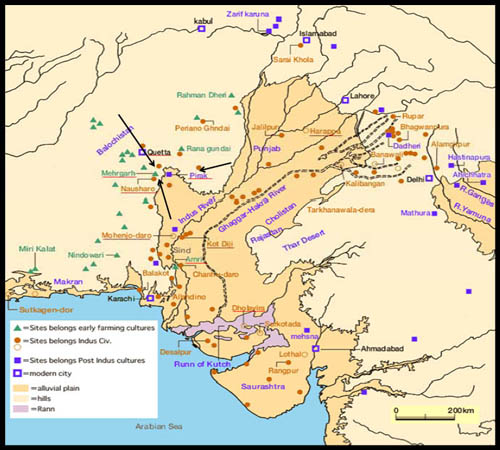 kabul
Zarif karuna
Islamabad
Sarai Khola
Rahman Dheri
Lahore
Periano Ghndai
Jalilpur
Harappa
Rupar
Bhagwanpura
Balochistan
Quetta
Rana gundai
Punjab
Dadheri
Alamgirpur
Banawali
Hastinapura
Mehrgarh
Pirak
Nausharo
Kalibangan
Delhi
Ahichhatra
R.Ganges
R.Yamuna
Indus River
Ghaggar-Hakra River
Cholistan
Tarkhanawala-dera
Mathura
Mohenjo-daro
Kot Diji
Rajasthan
Thar Desert
Miri Kalat
Nindowari
Sind
Amri
Makran
Balakot
Chanhu-daro
Sutkagen-dor
Karachi
Allahdino
Dholavira
Surkotada
mehsna
Desalpur
Lothal
Ahmadabad
Runn of Kutch
Rangpur
Saurashtra
=Sites belongs early farming cultures
=Sites belongs Indus Civ.
=Sites belongs Post Indus cultures
=modern city
=alluvial plain
=hills
=Rann
Arabian Sea
0 200km